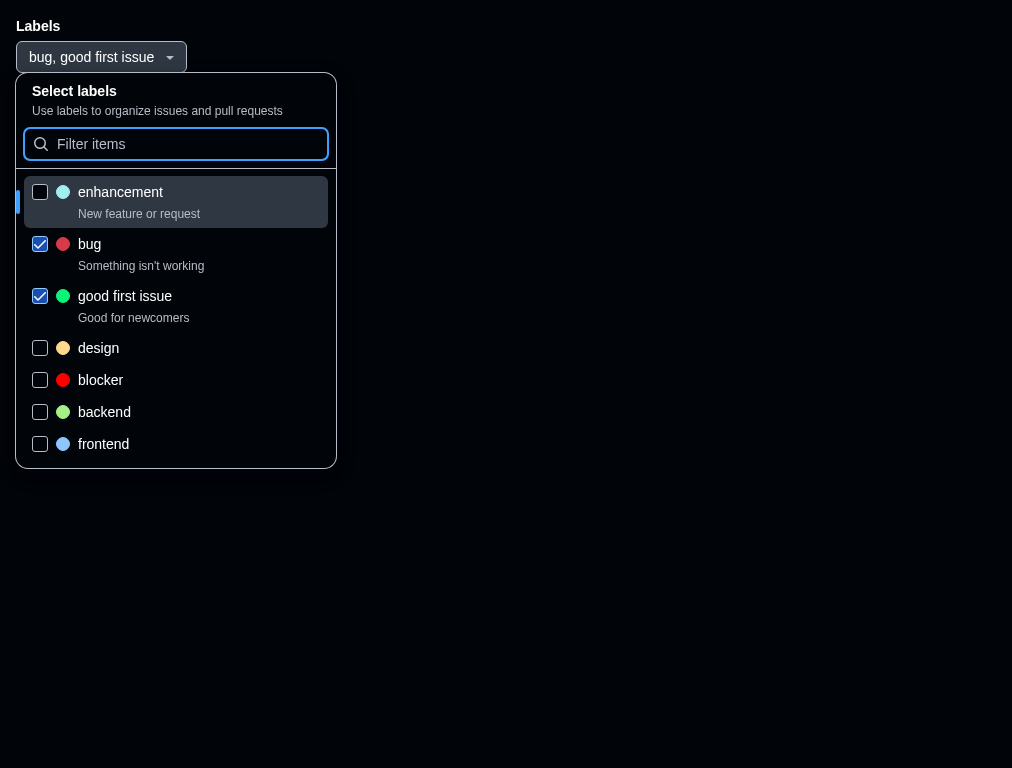 Labels
bug, good first issue
Select labels
Use labels to organize issues and pull requests
Filter items
enhancement
New feature or request
bug
Something isn't working
good first issue
Good for newcomers
design
blocker
backend
frontend